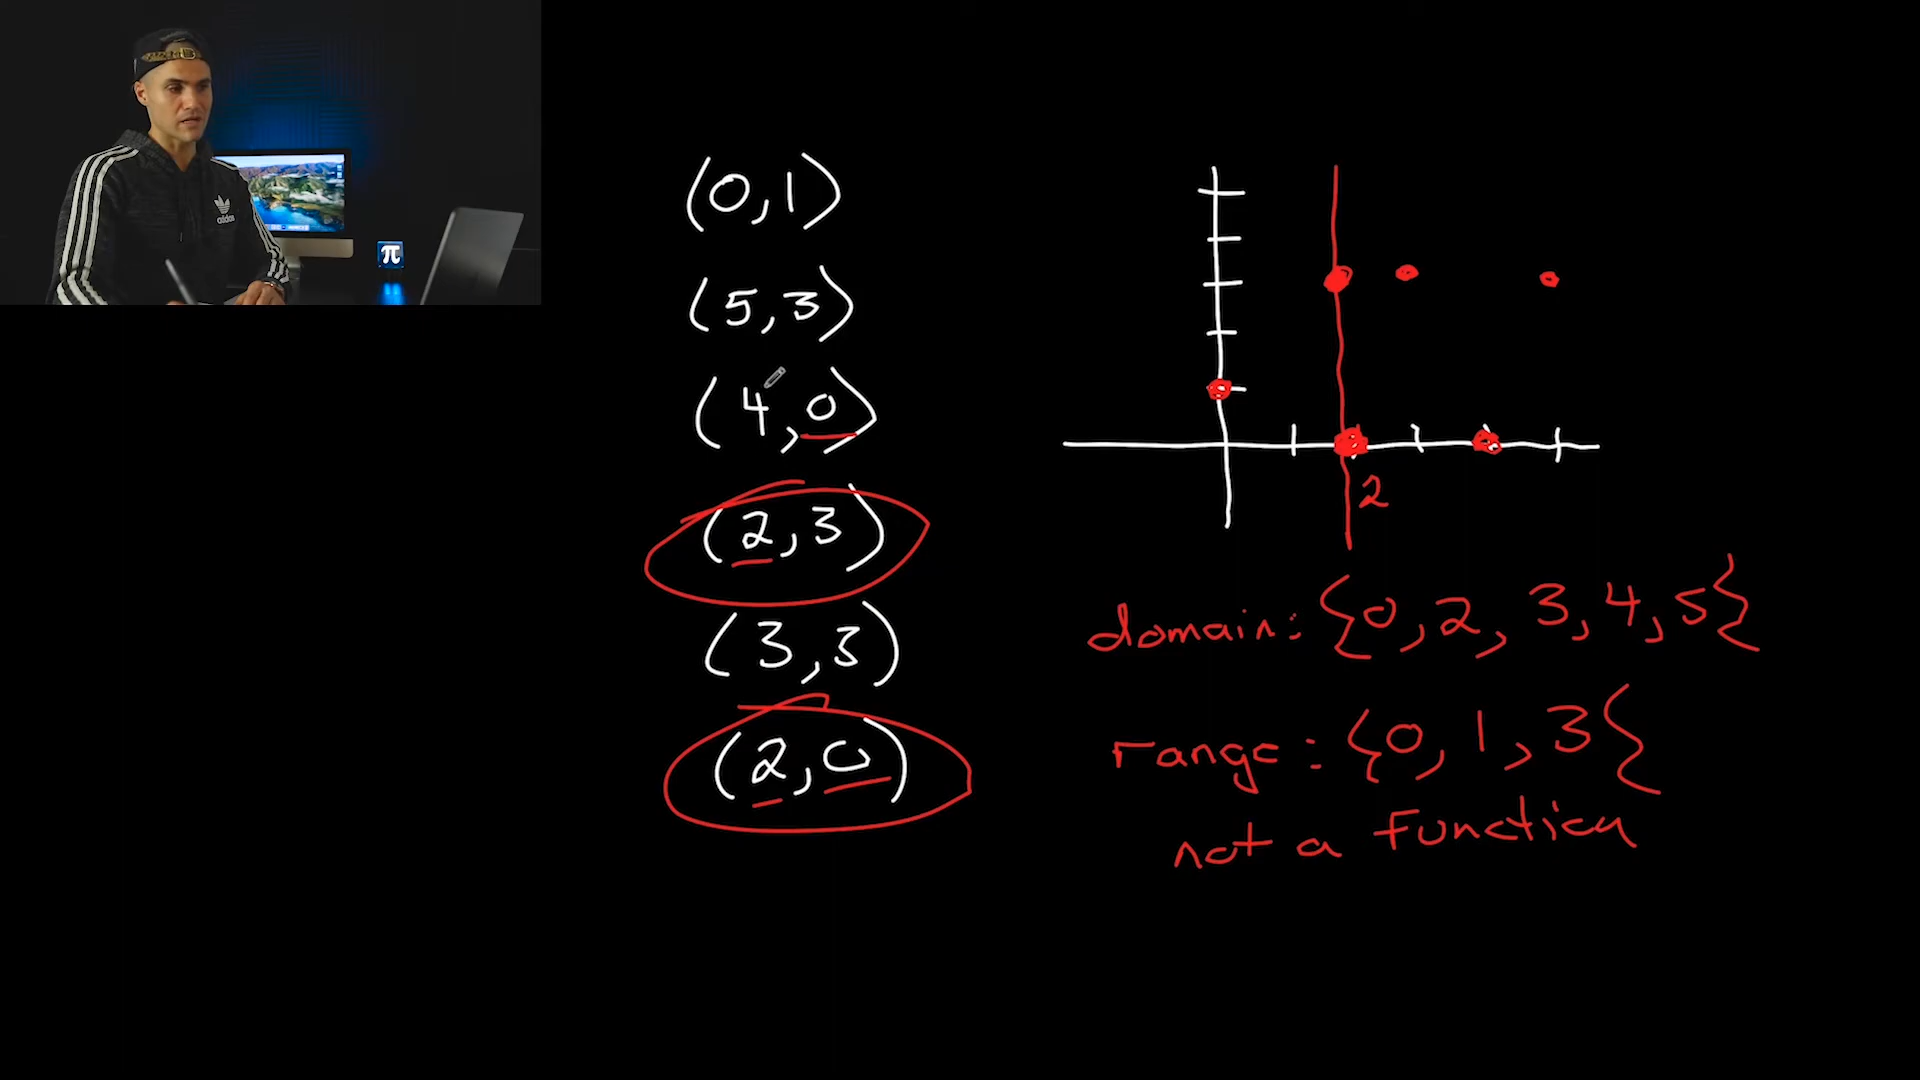 adidas
π
(0,1)
(5,3)
(4,0)
(2,3)
(3,3)
(2,0)
2
domain: {0,2,3,4,5}
range: {0,1,3{
not a function